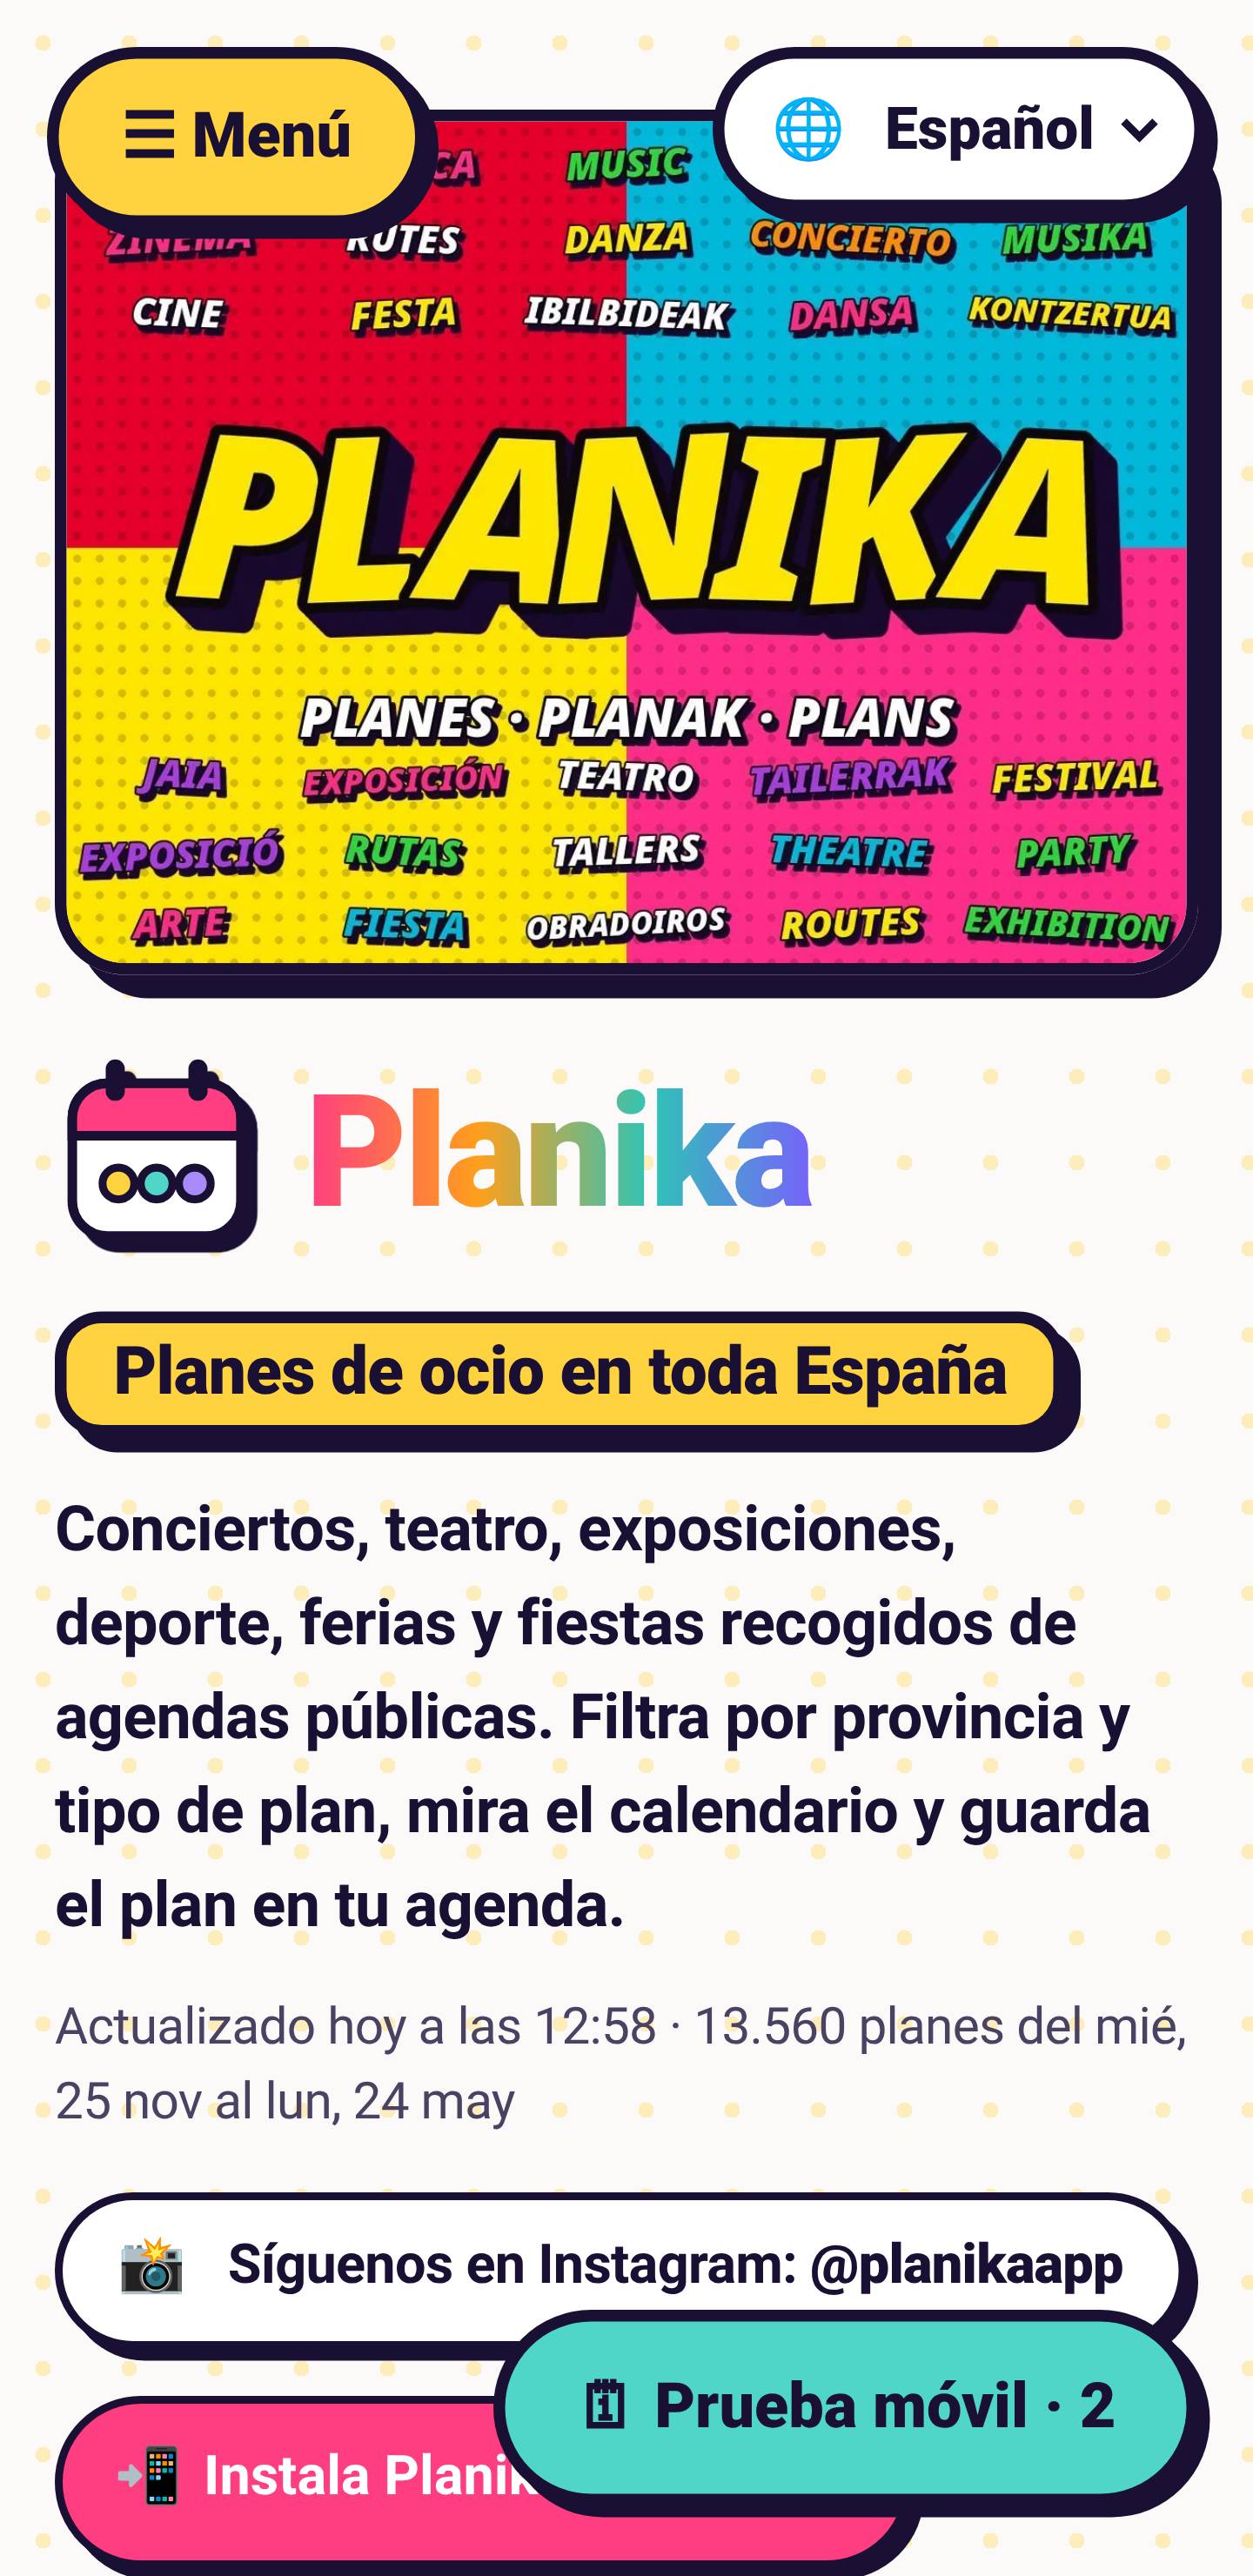 ☰ Menú
🌐 Español
MUSIC
ZINEMA RUTES DANZA CONCIERTO MUSIKA
CINE FESTA IBILBIDEAK DANSA KONTZERTUA
PLANIKA
PLANES · PLANAK · PLANS
JAIA EXPOSICIÓN TEATRO TAILERRAK FESTIVAL
EXPOSICIÓ RUTAS TALLERS THEATRE PARTY
ARTE FIESTA OBRADOIROS ROUTES EXHIBITION
Planika
Planes de ocio en toda España
Conciertos, teatro, exposiciones,
deporte, ferias y fiestas recogidos de
agendas públicas. Filtra por provincia y
tipo de plan, mira el calendario y guarda
el plan en tu agenda.
Actualizado hoy a las 12:58 · 13.560 planes del mié,
25 nov al lun, 24 may
📸 Síguenos en Instagram: @planikaapp
🗓 Prueba móvil · 2
📲 Instala Planik